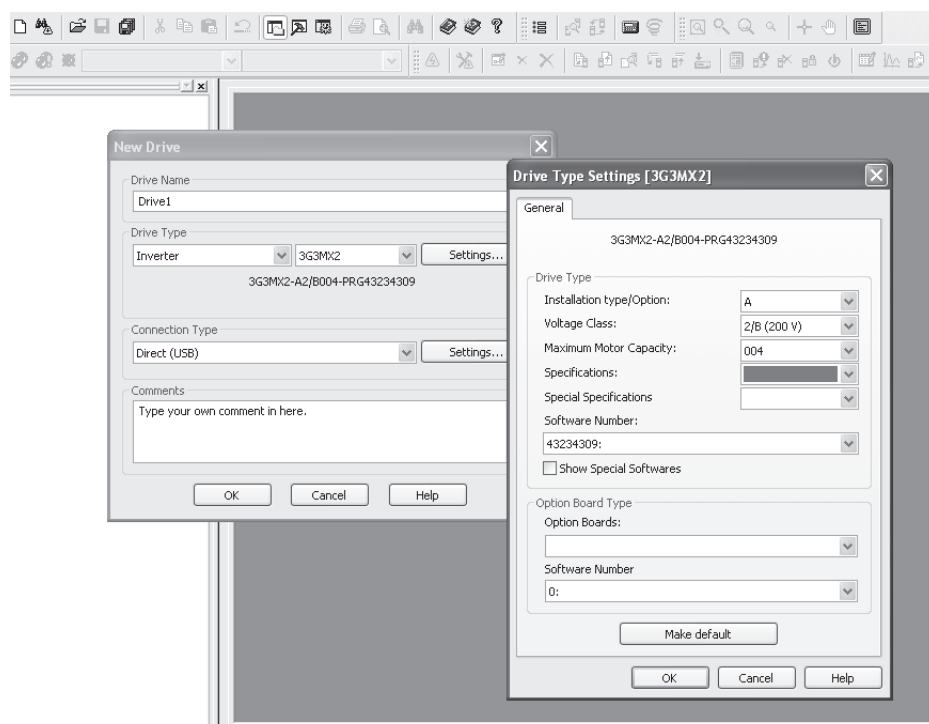 New Drive
Drive Name
Drive1
Drive Type
Inverter
3G3MX2
Settings...
3G3MX2-A2/B004-PRG43234309
Connection Type
Direct (USB)
Settings...
Comments
Type your own comment in here.
OK
Cancel
Help
Drive Type Settings [3G3MX2]
General
3G3MX2-A2/B004-PRG43234309
Drive Type
Installation type/Option:
A
Voltage Class:
2/B (200 V)
Maximum Motor Capacity:
004
Specifications:
Special Specifications
Software Number:
43234309:
Show Special Softwares
Option Board Type
Option Boards:
Software Number
0:
Make default
OK
Cancel
Help